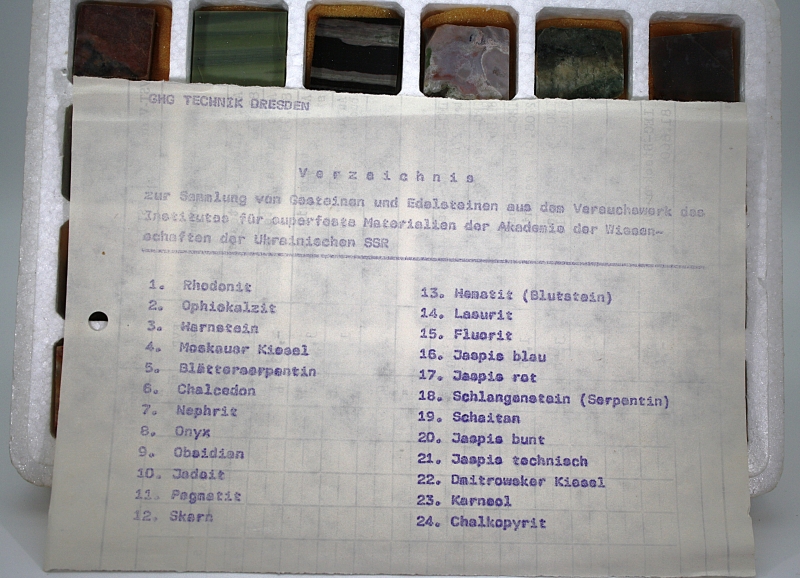 GHG TECHNIK DRESDEN
Verzeichnis
zur Sammlung von Gesteinen und Edelsteinen aus dem Versuchswerk des
Institutes für superfeste Materialien der Akademie der Wissen-
schaften der Ukrainischen SSR
1. Rhodonit
2. Ophiokalzit
3. Hornstein
4. Moskauer Kiesel
5. Blätterserpentin
6. Chalcedon
7. Nephrit
8. Onyx
9. Obsidian
10. Jadeit
11. Pegmatit
12. Skarn
13. Hematit (Blutstein)
14. Lasurit
15. Fluorit
16. Jaspis blau
17. Jaspis rot
18. Schlangenstein (Serpentin)
19. Schaitan
20. Jaspis bunt
21. Jaspis technisch
22. Dmitrowsker Kiesel
23. Karneol
24. Chalkopyrit